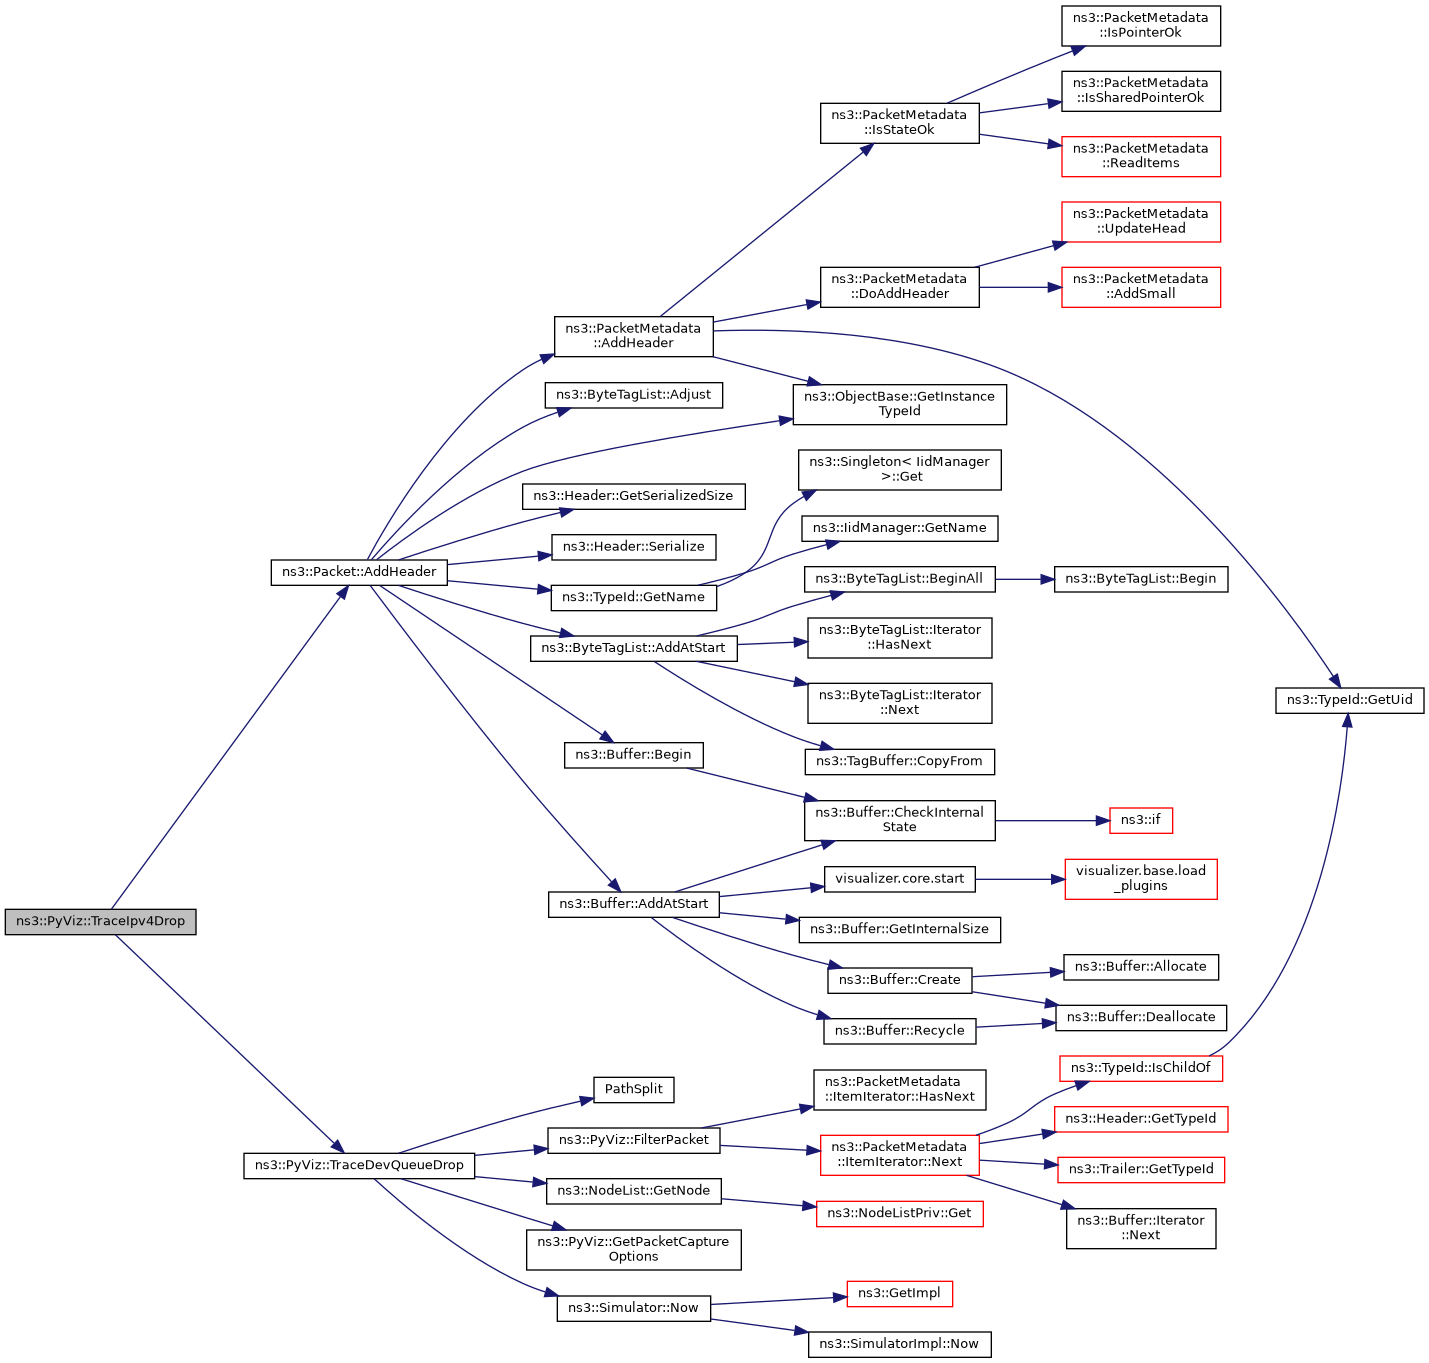 ns3::PacketMetadata
::IsPointerOk
ns3::PacketMetadata
::IsSharedPointerOk
ns3::PacketMetadata
::IsStateOk
ns3::PacketMetadata
::ReadItems
ns3::PacketMetadata
::UpdateHead
ns3::PacketMetadata
::DoAddHeader
ns3::PacketMetadata
::AddSmall
ns3::PacketMetadata
::AddHeader
ns3::ByteTagList::Adjust
ns3::ObjectBase::GetInstance
TypeId
ns3::Singleton< IidManager
>::Get
ns3::Header::GetSerializedSize
ns3::IidManager::GetName
ns3::Header::Serialize
ns3::Packet::AddHeader
ns3::ByteTagList::BeginAll
ns3::ByteTagList::Begin
ns3::TypeId::GetName
ns3::ByteTagList::Iterator
::HasNext
ns3::ByteTagList::AddAtStart
ns3::ByteTagList::Iterator
::Next
ns3::TypeId::GetUid
ns3::Buffer::Begin
ns3::TagBuffer::CopyFrom
ns3::Buffer::CheckInternal
State
ns3::if
visualizer.core.start
visualizer.base.load
_plugins
ns3::Buffer::AddAtStart
ns3::PyViz::TraceIpv4Drop
ns3::Buffer::GetInternalSize
ns3::Buffer::Create
ns3::Buffer::Allocate
ns3::Buffer::Deallocate
ns3::Buffer::Recycle
ns3::TypeId::IsChildOf
PathSplit
ns3::PacketMetadata
::ItemIterator::HasNext
ns3::Header::GetTypeId
ns3::PyViz::FilterPacket
ns3::PacketMetadata
::ItemIterator::Next
ns3::PyViz::TraceDevQueueDrop
ns3::Trailer::GetTypeId
ns3::NodeList::GetNode
ns3::NodeListPriv::Get
ns3::Buffer::Iterator
::Next
ns3::PyViz::GetPacketCapture
Options
ns3::GetImpl
ns3::Simulator::Now
ns3::SimulatorImpl::Now